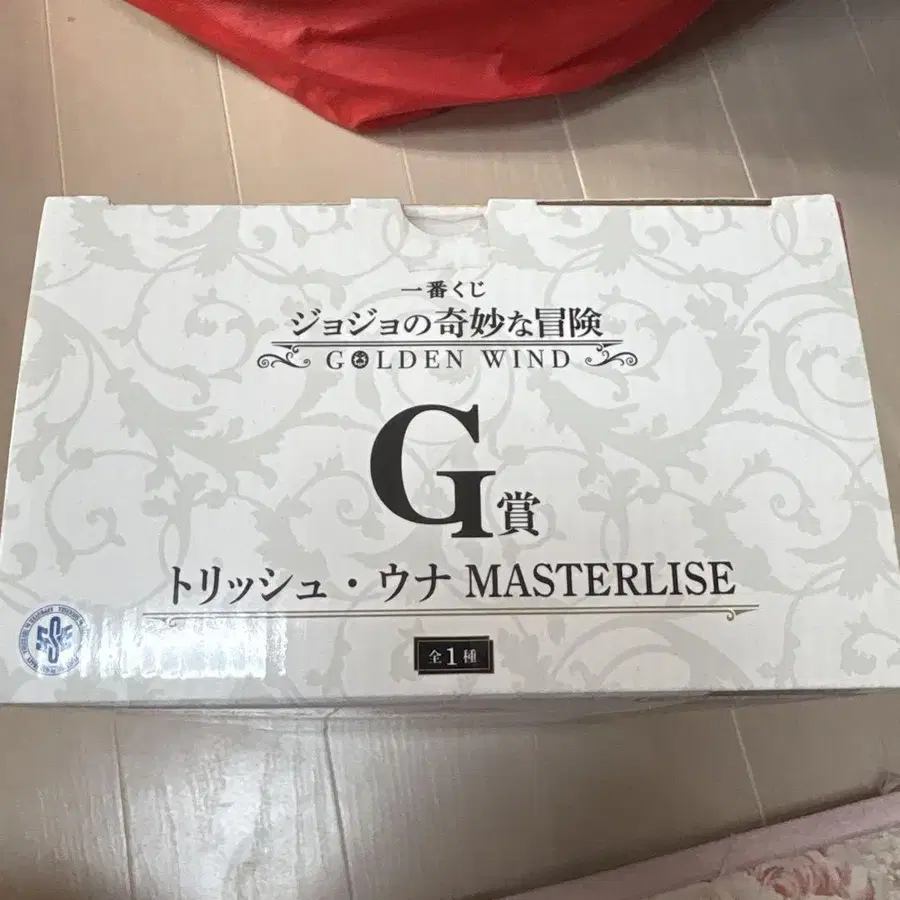 一番くじ
ジョジョの奇妙な冒険
GOLDEN WIND
G賞
トリッシュ・ウナ MASTERLISE
全1種